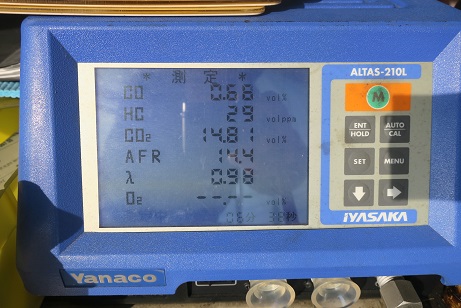 * 測定 *
CO 0.68 vol%
HC 29 volppm
CO₂ 14.81 vol%
AFR 14.4
λ 0.98
O₂ --.-- vol%
ALTAS-210L
M
ENT HOLD
AUTO CAL
SET
MENU
IYASAKA
Yanaco